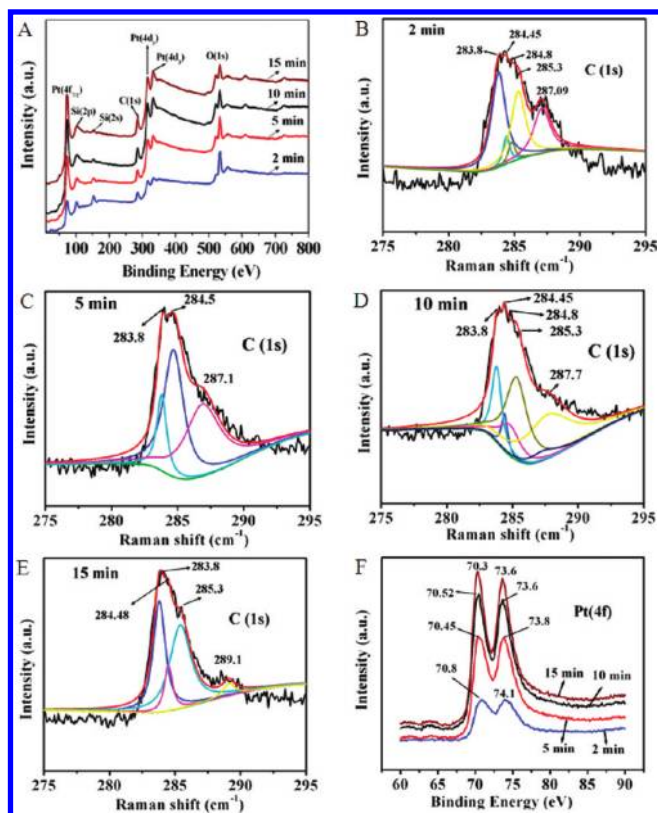 A
Pt(4d₅)
Pt(4d₃)
O(1s)
15 min
Pt(4f₇/₂)
Si(2p)
Si(2s)
C(1s)
10 min
5 min
2 min
Intensity (a.u.)
100 200 300 400 500 600 700 800
Binding Energy (eV)
B
2 min
284.45
283.8
284.8
285.3
C (1s)
287.09
Intensity (a.u.)
275 280 285 290 295
Raman shift (cm⁻¹)
C
5 min
284.5
283.8
C (1s)
287.1
Intensity (a.u.)
275 280 285 290 295
Raman shift (cm⁻¹)
D
10 min
284.45
284.8
283.8
285.3
C (1s)
287.7
Intensity (a.u.)
275 280 285 290 295
Raman shift (cm⁻¹)
E
15 min
283.8
285.3
284.48
C (1s)
289.1
Intensity (a.u.)
275 280 285 290 295
Raman shift (cm⁻¹)
F
70.3 73.6
70.52 73.6
Pt(4f)
70.45 73.8
70.8 74.1
15 min 10 min
5 min 2 min
Intensity (a.u.)
60 65 70 75 80 85 90
Binding Energy (eV)